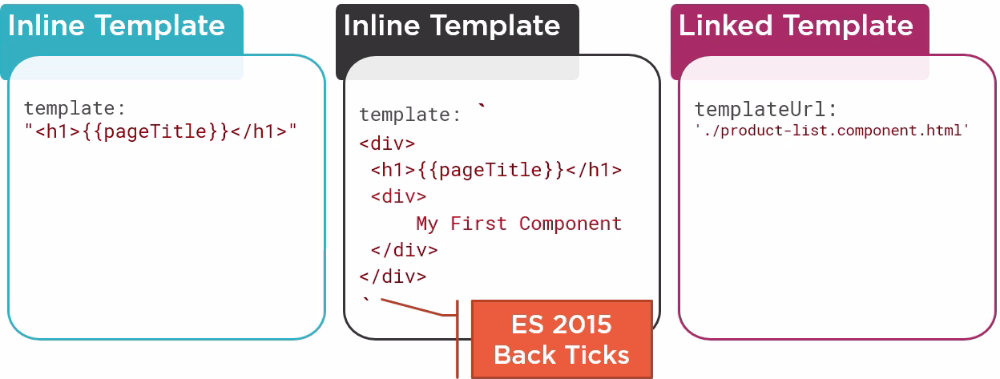 Inline Template
template:
"<h1>{{pageTitle}}</h1>"
Inline Template
template: `
<div>
<h1>{{pageTitle}}</h1>
<div>
My First Component
</div>
</div>
`
ES 2015
Back Ticks
Linked Template
templateUrl:
'./product-list.component.html'